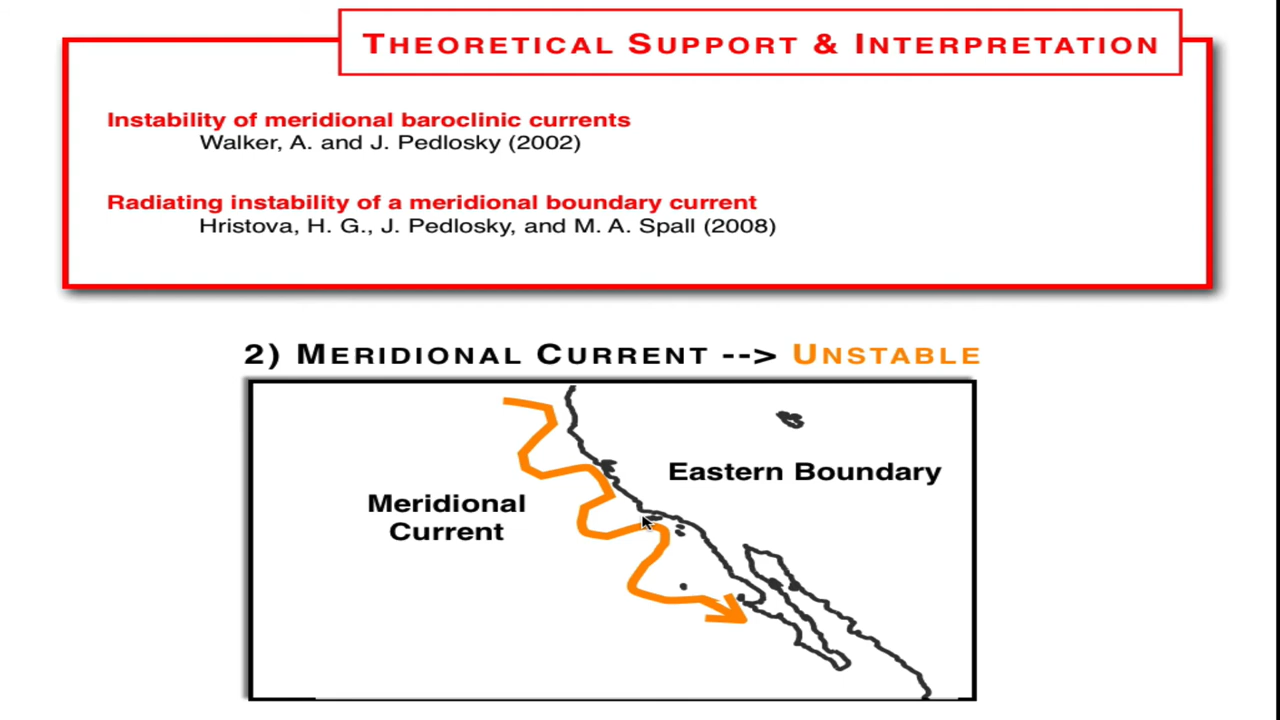 THEORETICAL SUPPORT & INTERPRETATION
Instability of meridional baroclinic currents
Walker, A. and J. Pedlosky (2002)
Radiating instability of a meridional boundary current
Hristova, H. G., J. Pedlosky, and M. A. Spall (2008)
2) MERIDIONAL CURRENT --> UNSTABLE
Eastern Boundary
Meridional
Current